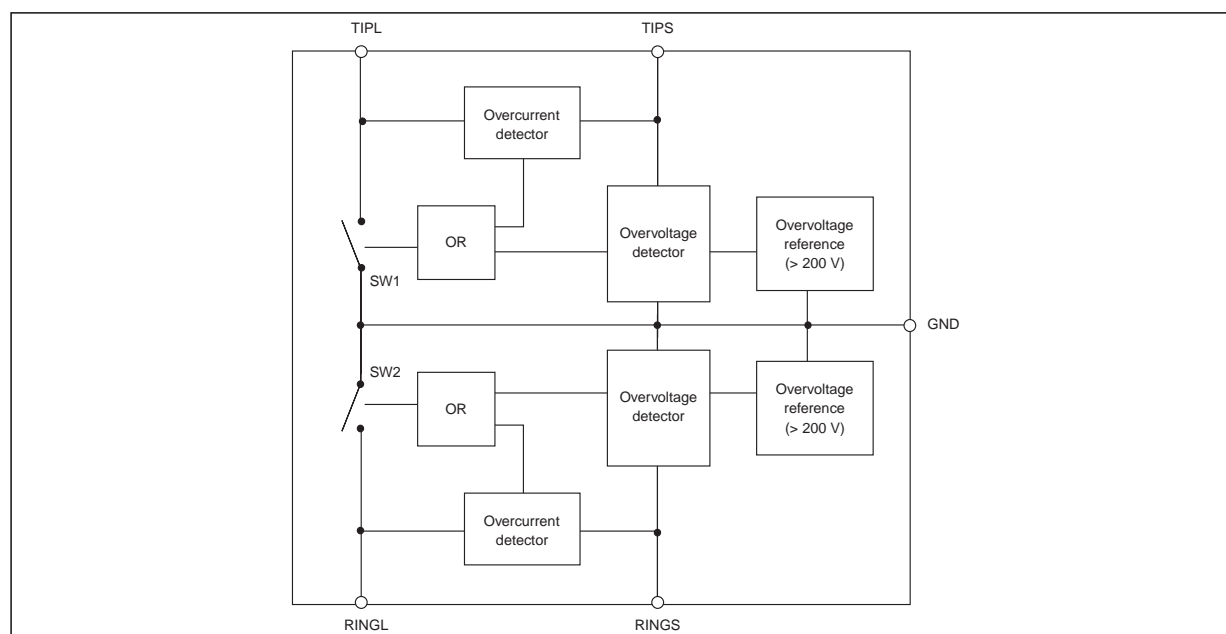 TIPL
TIPS
Overcurrent
detector
OR
Overvoltage
detector
Overvoltage
reference
(> 200 V)
SW1
GND
SW2
OR
Overvoltage
detector
Overvoltage
reference
(> 200 V)
Overcurrent
detector
RINGL
RINGS